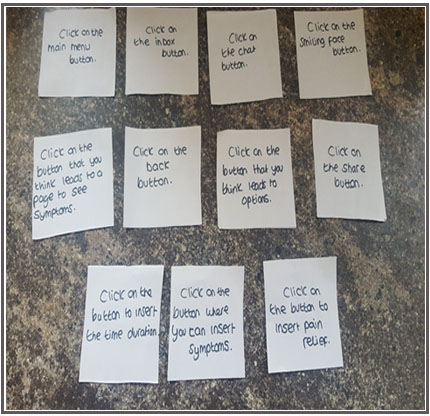 Click on the
main menu
button.
Click on
the inbox
button.
Click on
the chat
button.
Click on the
Smiling face
button.
Click on the
button that you
think leads to a
page to see
symptoms.
Click on the
back
button.
Click on the
button that you
think leads to
options.
Click on
the share
button.
Click on the
button to insert
the time duration.
Click on the
button where
you can insert
symptoms.
Click on
the button to
insert pain
relief.